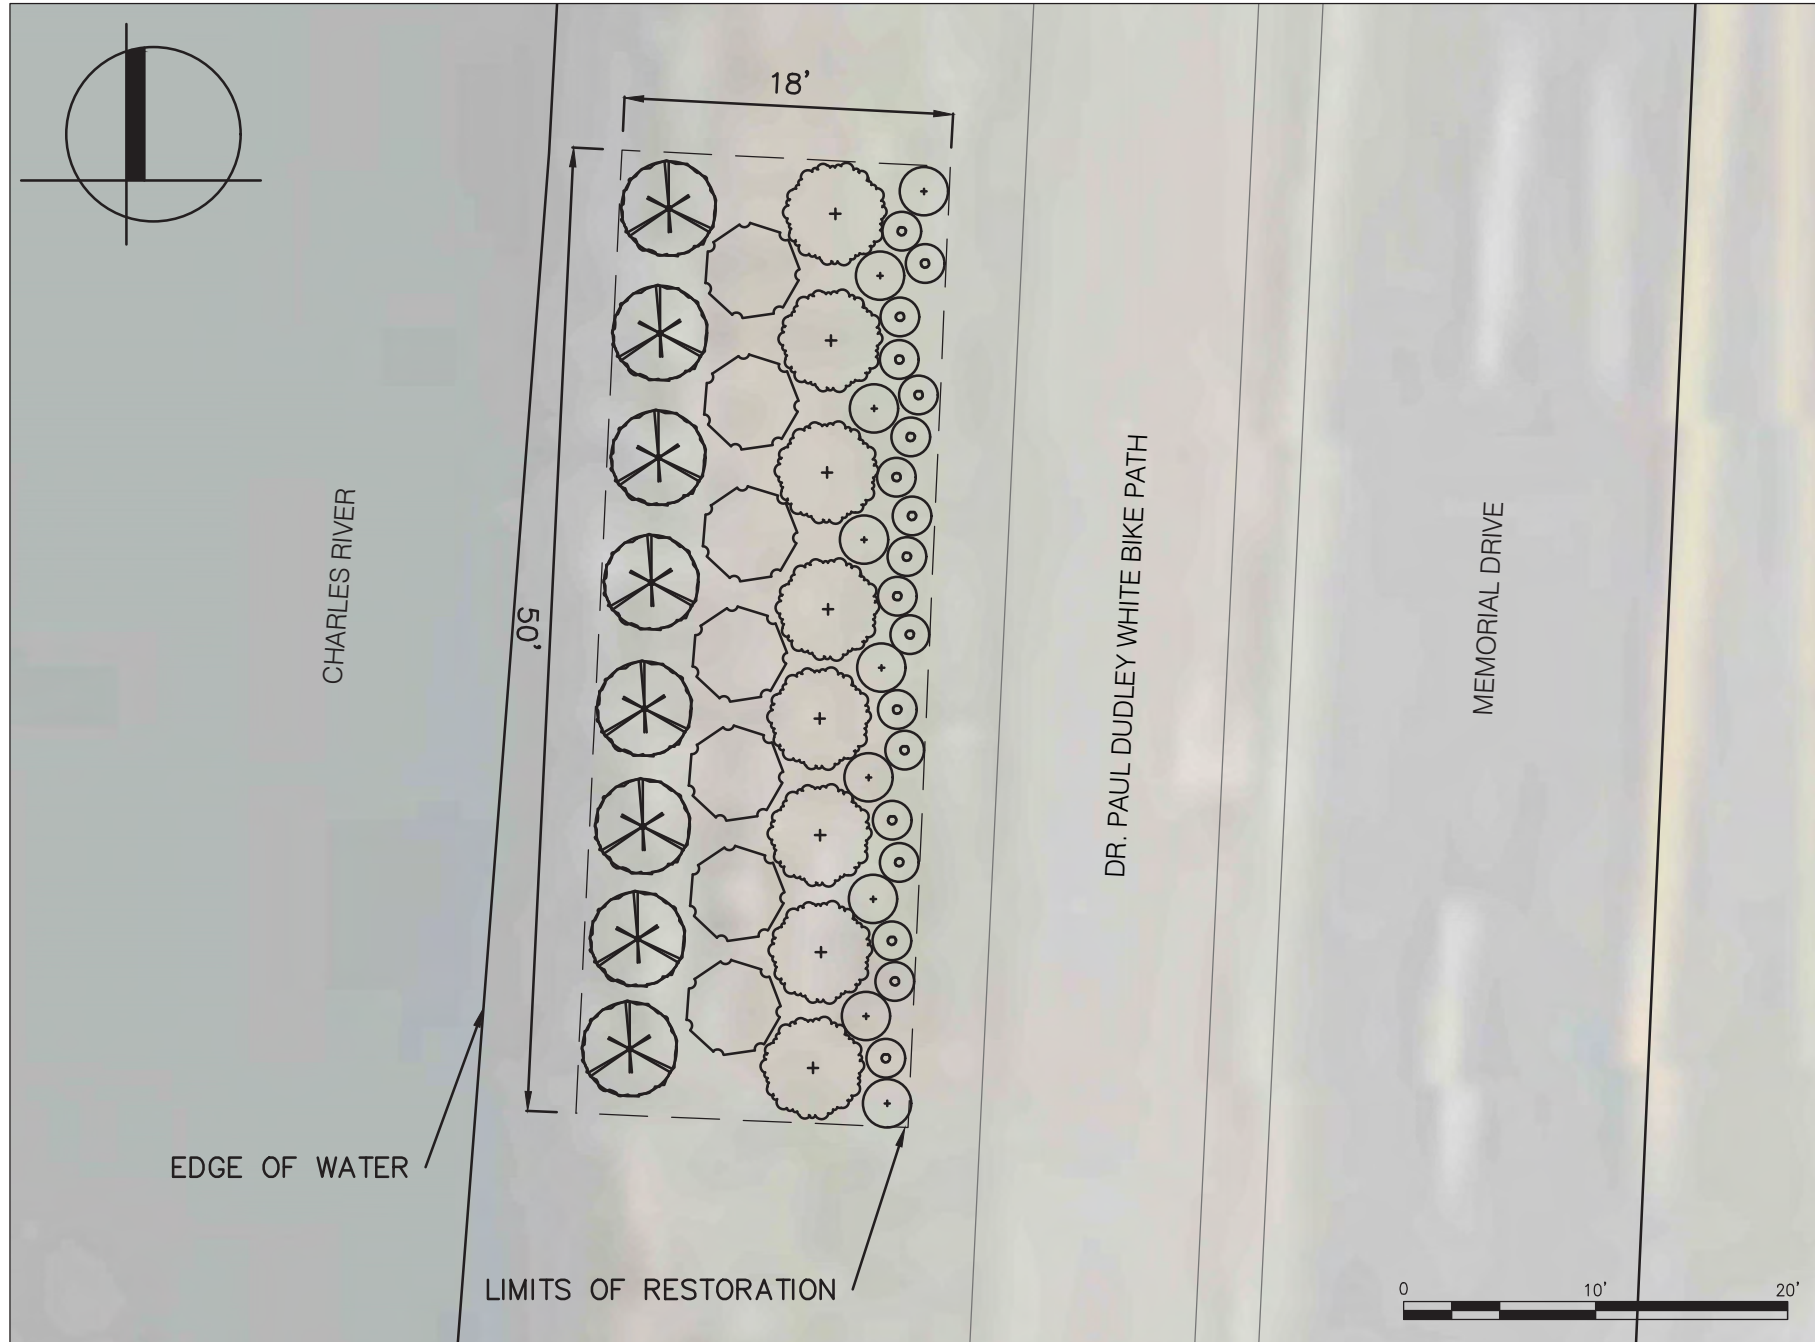 18'
CHARLES RIVER
50'
DR. PAUL DUDLEY WHITE BIKE PATH
MEMORIAL DRIVE
EDGE OF WATER
LIMITS OF RESTORATION
0 10' 20'